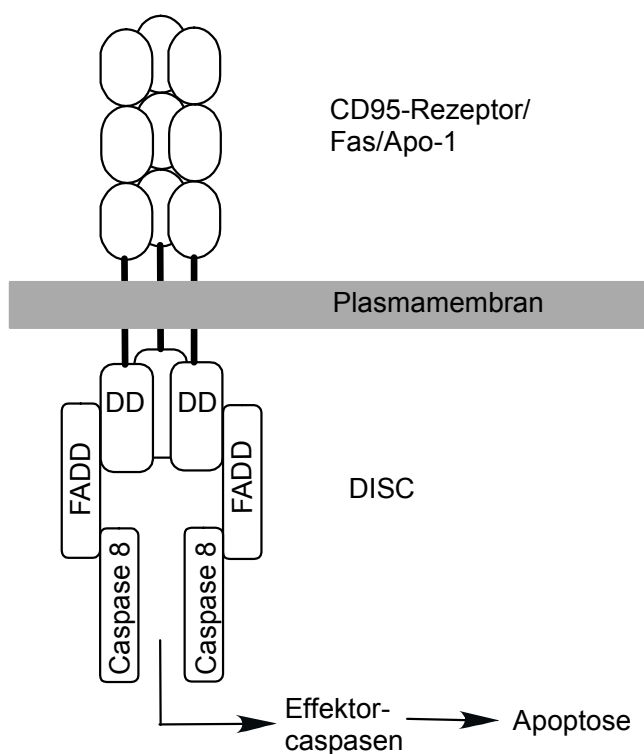 CD95-Rezeptor/
Fas/Apo-1
Plasmamembran
DD
DD
FADD
FADD
DISC
Caspase 8
Caspase 8
Effektor-
caspasen
Apoptose